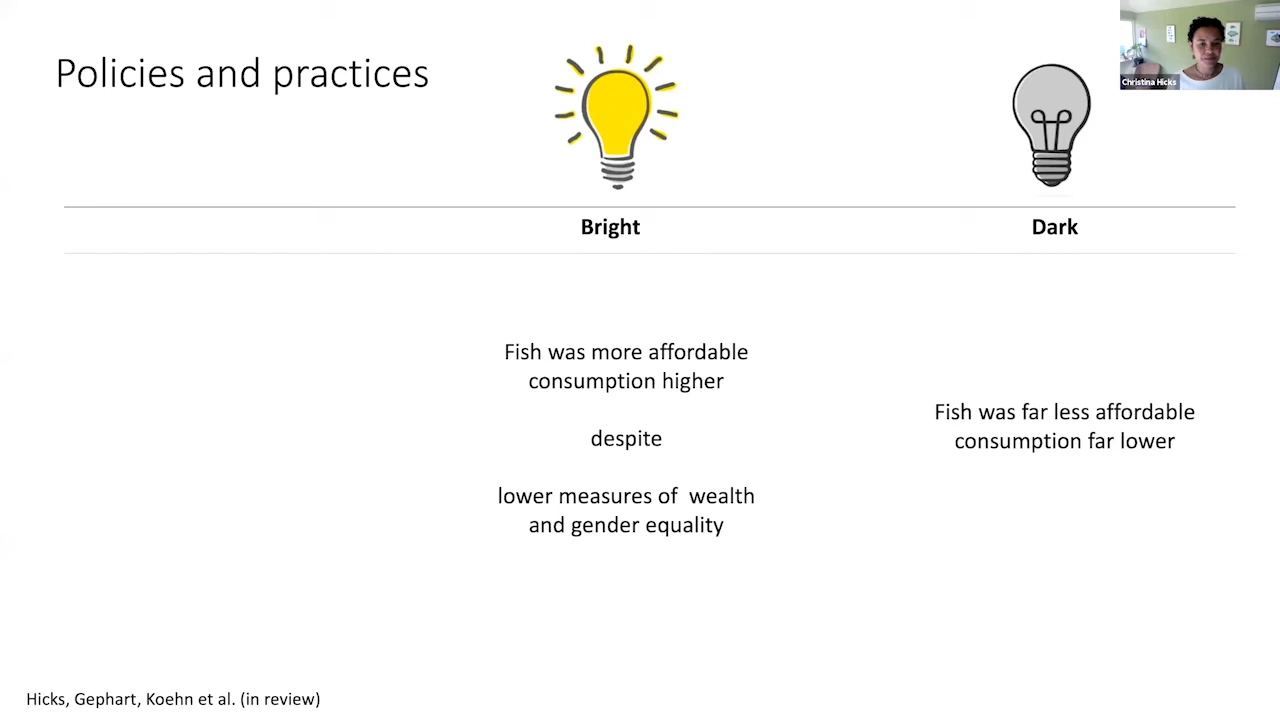 Policies and practices
Christina Hicks
Bright
Dark
Fish was more affordable
consumption higher
despite
lower measures of wealth
and gender equality
Fish was far less affordable
consumption far lower
Hicks, Gephart, Koehn et al. (in review)